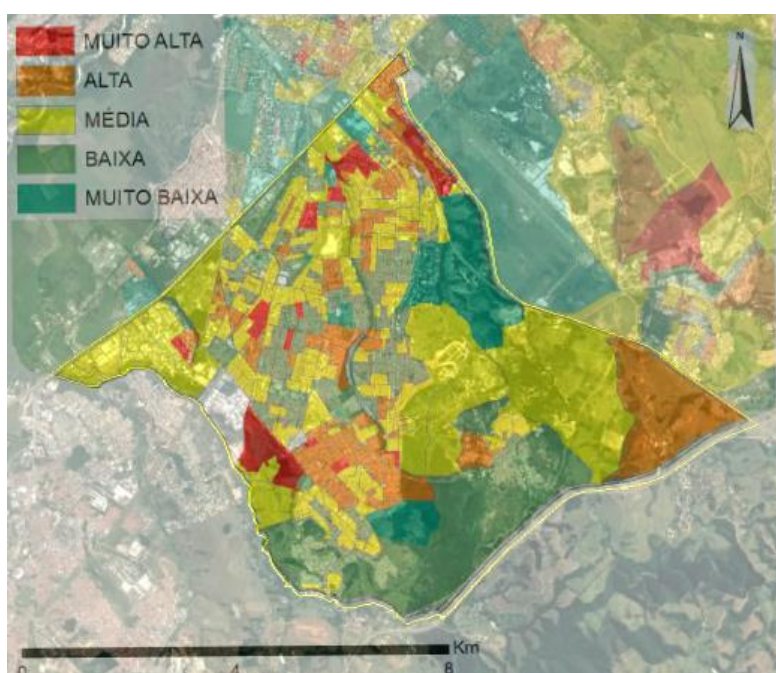 MUITO ALTA
ALTA
MÉDIA
BAIXA
MUITO BAIXA
N
Km
0 4 8